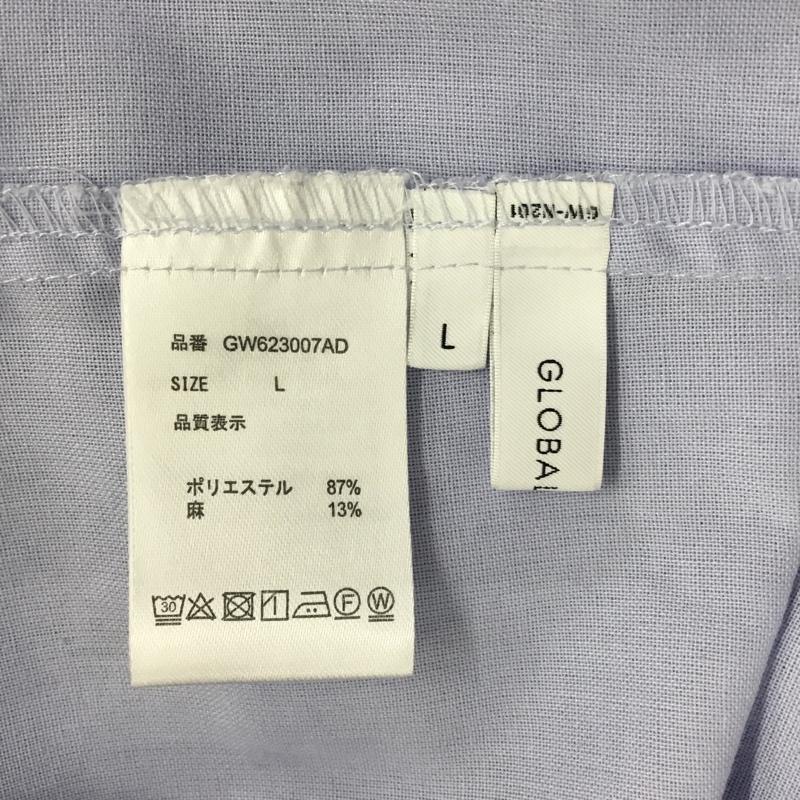 品番 GW623007AD
SIZE L
品質表示
ポリエステル 87%
麻 13%
30
F
W
L
GW-N201
GLOBAL